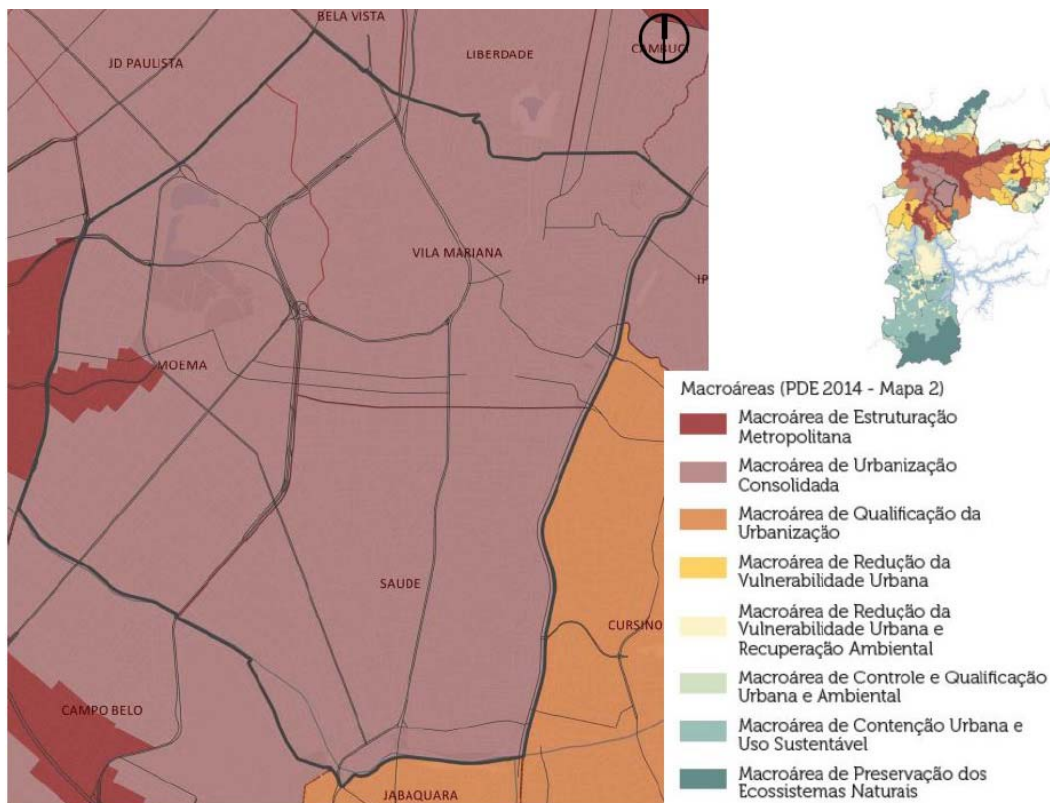 BELA VISTA
JD PAULISTA
LIBERDADE
CAMBUCI
VILA MARIANA
IP
MOEMA
SAUDE
CURSINO
CAMPO BELO
JABAQUARA
Macroáreas (PDE 2014 - Mapa 2)
Macroárea de Estruturação
Metropolitana
Macroárea de Urbanização
Consolidada
Macroárea de Qualificação da
Urbanização
Macroárea de Redução da
Vulnerabilidade Urbana
Macroárea de Redução da
Vulnerabilidade Urbana e
Recuperação Ambiental
Macroárea de Controle e Qualificação
Urbana e Ambiental
Macroárea de Contenção Urbana e
Uso Sustentável
Macroárea de Preservação dos
Ecossistemas Naturais